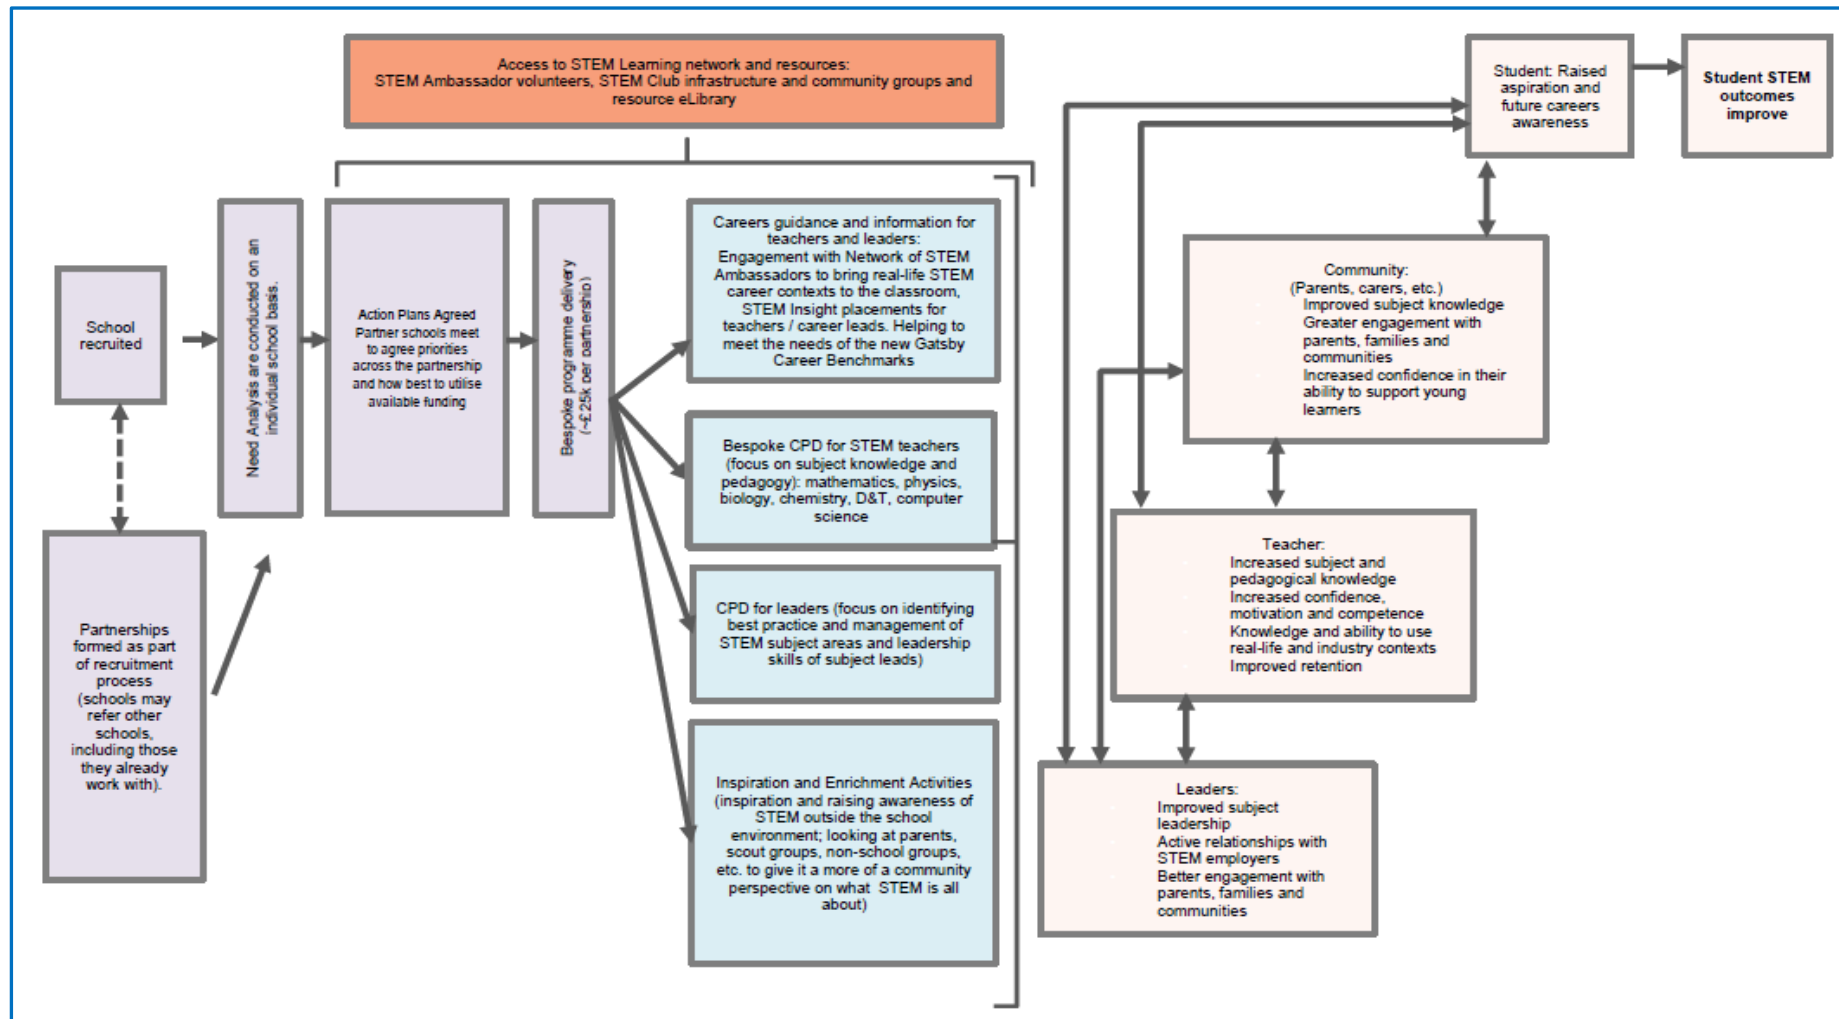 Access to STEM Learning network and resources:
STEM Ambassador volunteers, STEM Club infrastructure and community groups and
resource eLibrary
School
recruited
Partnerships
formed as part
of recruitment
process
(schools may
refer other
schools,
including those
they already
work with).
Need Analysis are conducted on an
individual school basis.
Action Plans Agreed
Partner schools meet
to agree priorities
across the partnership
and how best to utilise
available funding
Bespoke programme delivery
(~£25k per partnership)
Careers guidance and information for
teachers and leaders:
Engagement with Network of STEM
Ambassadors to bring real-life STEM
career contexts to the classroom,
STEM Insight placements for
teachers / career leads. Helping to
meet the needs of the new Gatsby
Career Benchmarks
Bespoke CPD for STEM teachers
(focus on subject knowledge and
pedagogy): mathematics, physics,
biology, chemistry, D&T, computer
science
CPD for leaders (focus on identifying
best practice and management of
STEM subject areas and leadership
skills of subject leads)
Inspiration and Enrichment Activities
(inspiration and raising awareness of
STEM outside the school
environment; looking at parents,
scout groups, non-school groups,
etc. to give it a more of a community
perspective on what STEM is all
about)
Student: Raised
aspiration and
future careers
awareness
Student STEM
outcomes
improve
Community:
(Parents, carers, etc.)
Improved subject knowledge
Greater engagement with
parents, families and
communities
Increased confidence in their
ability to support young
learners
Teacher:
Increased subject and
pedagogical knowledge
Increased confidence,
motivation and competence
Knowledge and ability to use
real-life and industry contexts
Improved retention
Leaders:
Improved subject
leadership
Active relationships with
STEM employers
Better engagement with
parents, families and
communities